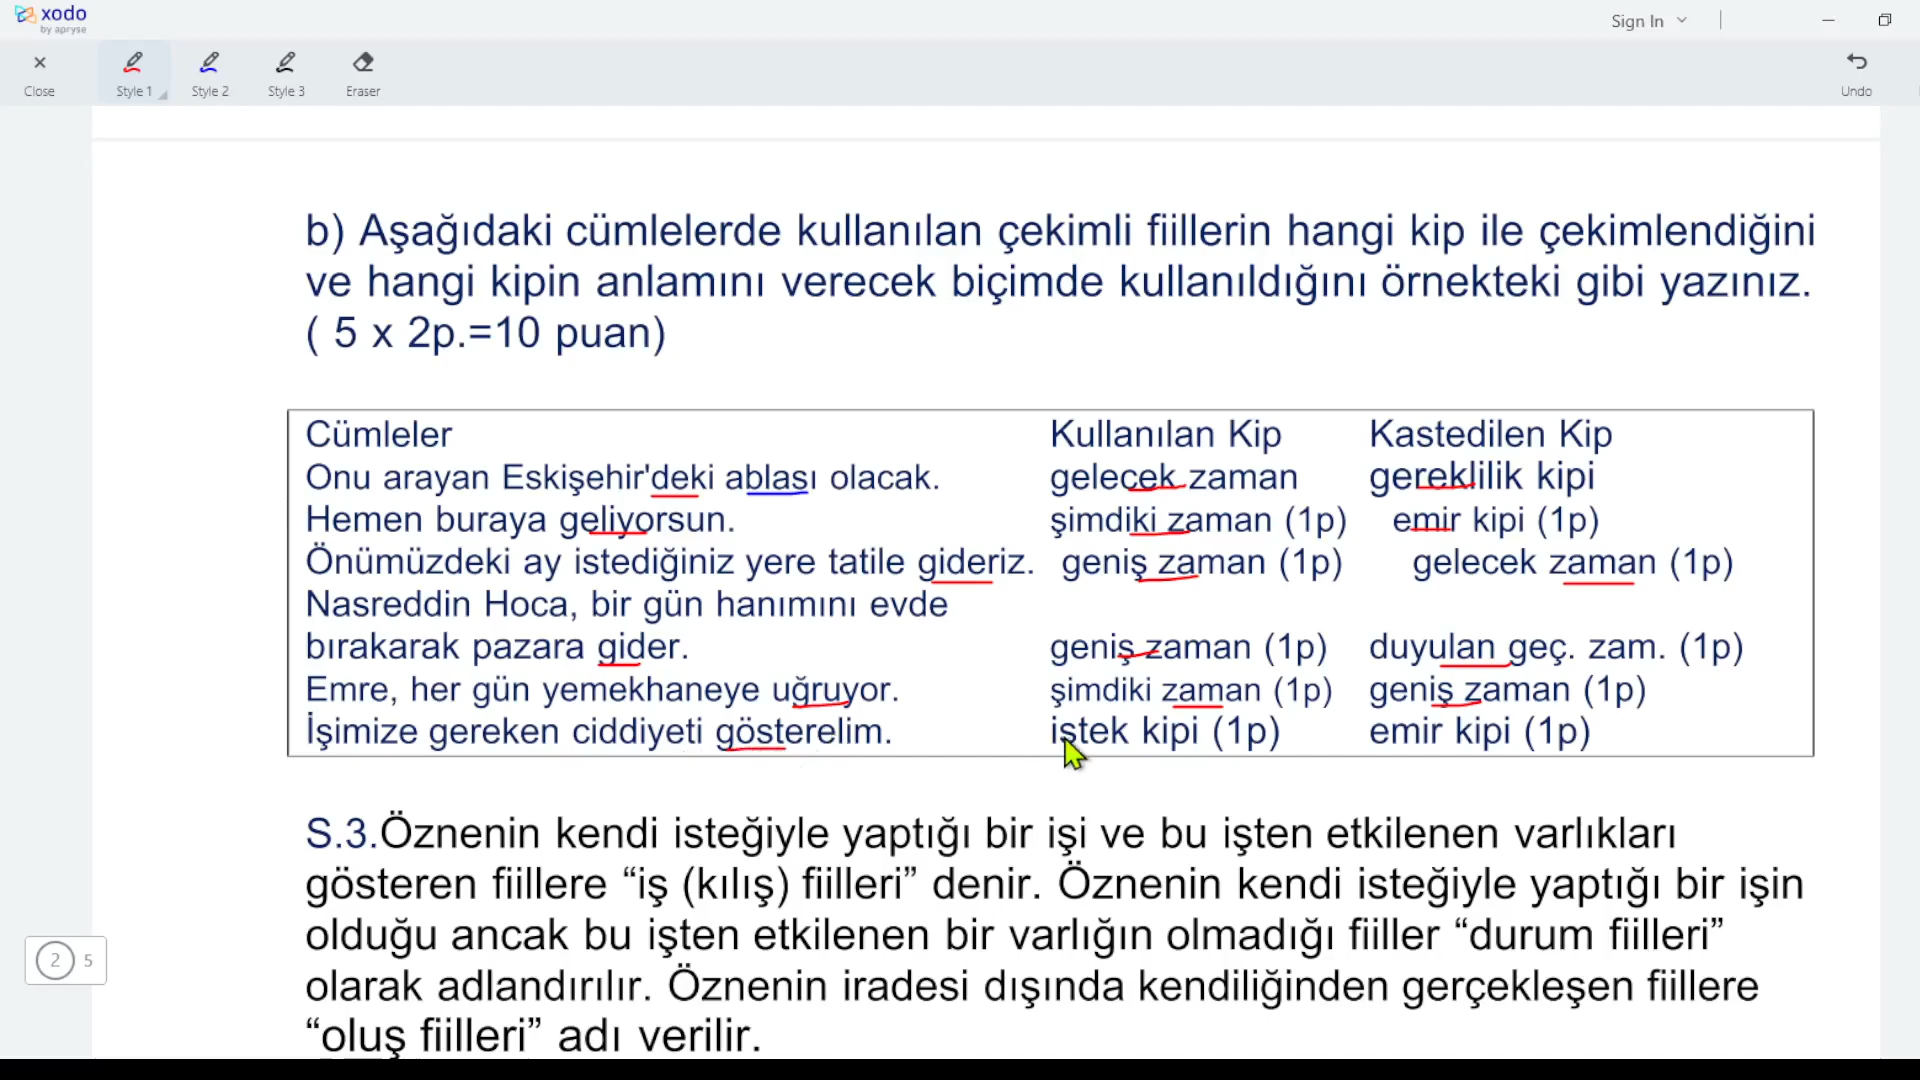 xodo
by apryse
Sign In
Close
Style 1
Style 2
Style 3
Eraser
Undo
b) Aşağıdaki cümlelerde kullanılan çekimli fiillerin hangi kip ile çekimlendiğini
ve hangi kipin anlamını verecek biçimde kullanıldığını örnekteki gibi yazınız.
( 5 x 2p.=10 puan)
Cümleler Kullanılan Kip Kastedilen Kip
Onu arayan Eskişehir'deki ablası olacak. gelecek zaman gereklilik kipi
Hemen buraya geliyorsun. şimdiki zaman (1p) emir kipi (1p)
Önümüzdeki ay istediğiniz yere tatile gideriz. geniş zaman (1p) gelecek zaman (1p)
Nasreddin Hoca, bir gün hanımını evde
bırakarak pazara gider. geniş zaman (1p) duyulan geç. zam. (1p)
Emre, her gün yemekhaneye uğruyor. şimdiki zaman (1p) geniş zaman (1p)
İşimize gereken ciddiyeti gösterelim. istek kipi (1p) emir kipi (1p)
S.3.Öznenin kendi isteğiyle yaptığı bir işi ve bu işten etkilenen varlıkları
gösteren fiillere “iş (kılış) fiilleri” denir. Öznenin kendi isteğiyle yaptığı bir işin
olduğu ancak bu işten etkilenen bir varlığın olmadığı fiiller “durum fiilleri”
olarak adlandırılır. Öznenin iradesi dışında kendiliğinden gerçekleşen fiillere
“oluş fiilleri” adı verilir.
2 5